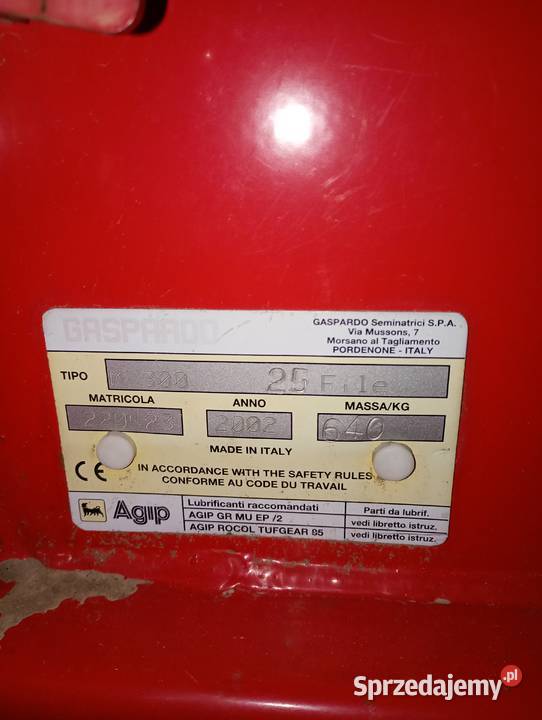 GASPARDO
GASPARDO Seminatrici S.P.A.
Via Mussons, 7
Morsano al Tagliamento
PORDENONE - ITALY
TIPO 25 File
MATRICOLA ANNO MASSA/KG
2002 640
MADE IN ITALY
CE IN ACCORDANCE WITH THE SAFETY RULES
CONFORME AU CODE DU TRAVAIL
Agip
Lubrificanti raccomandati Parti da lubrif.
AGIP GR MU EP /2 vedi libretto istruz.
AGIP ROCOL TUFGEAR 85 vedi libretto istruz.
Sprzedajemy.pl